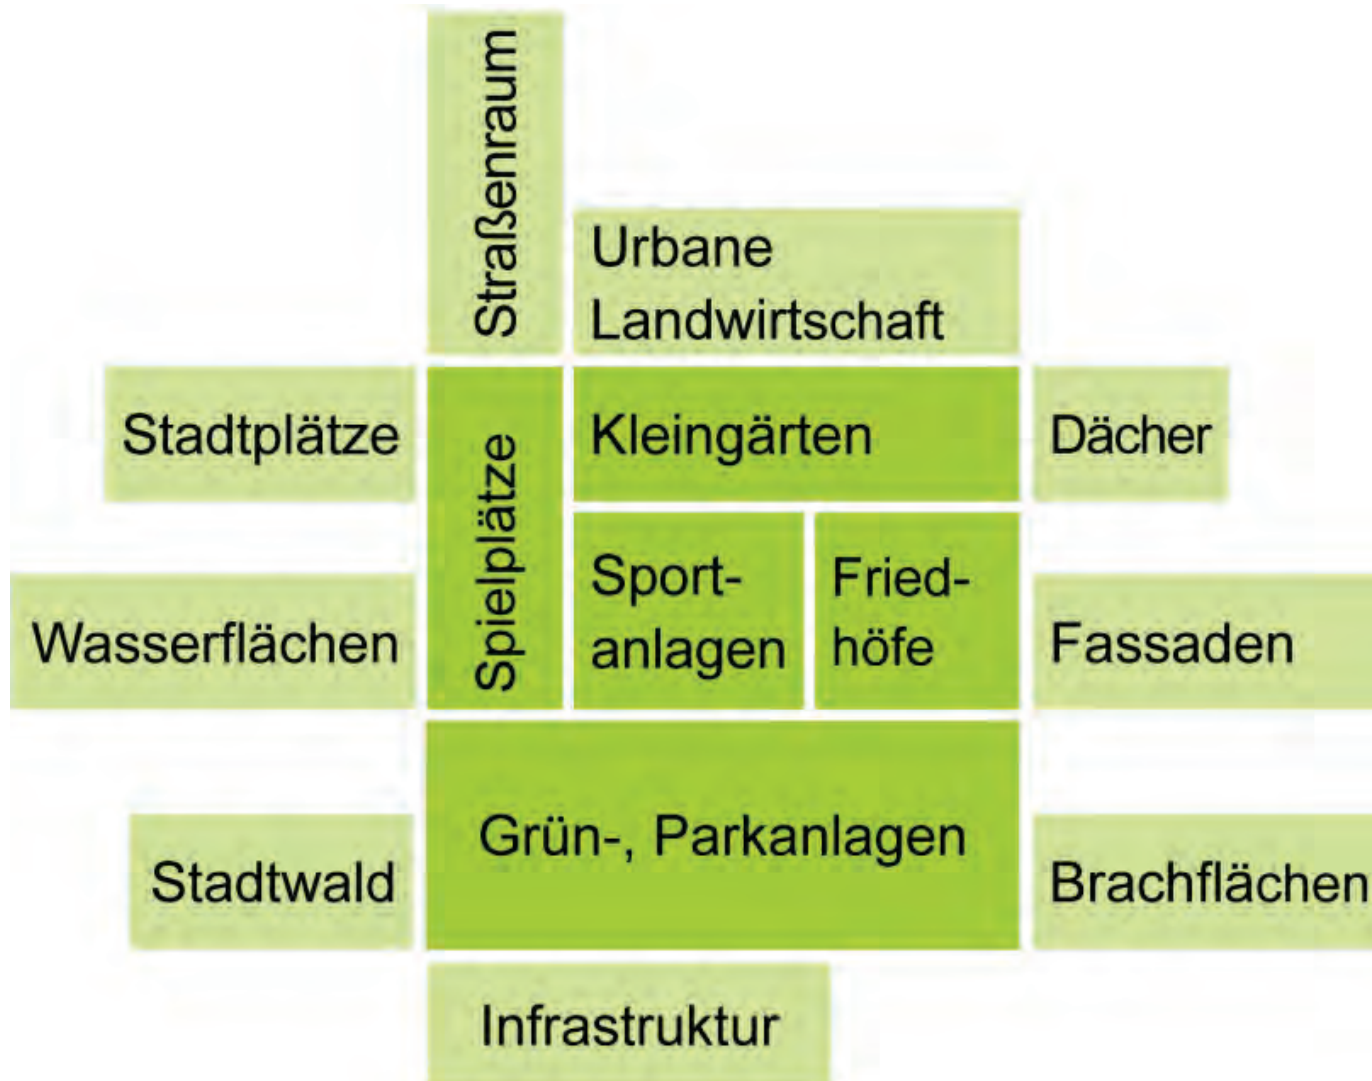 Straßenraum
Urbane
Landwirtschaft
Stadtplätze
Spielplätze
Kleingärten
Dächer
Wasserflächen
Sport-
anlagen
Fried-
höfe
Fassaden
Grün-, Parkanlagen
Stadtwald
Brachflächen
Infrastruktur